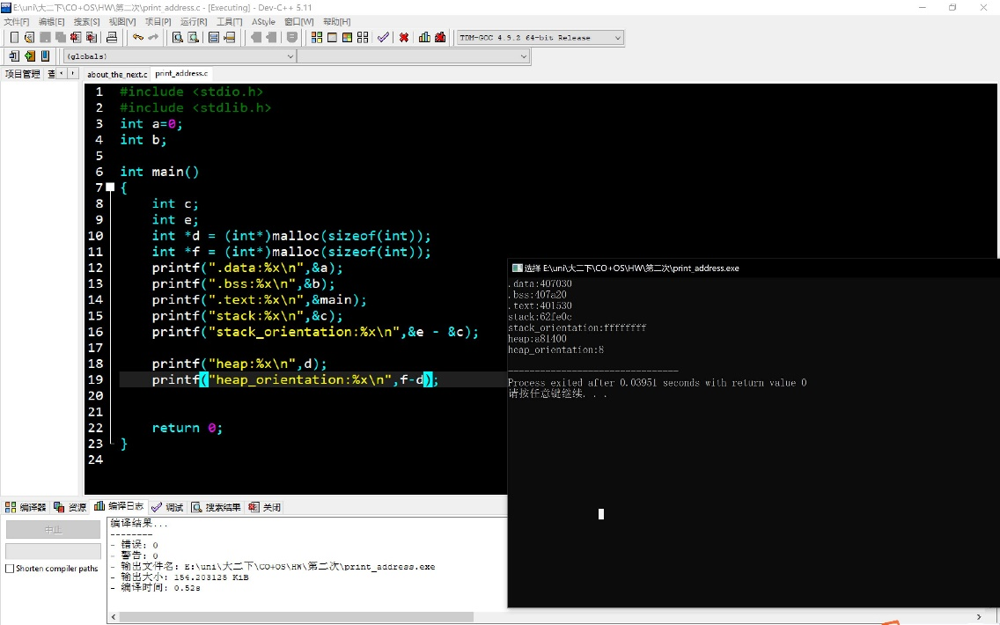 E:\uni\大二下\CO+OS\HW\第二次\print_address.c - [Executing] - Dev-C++ 5.11
文件[F] 编辑[E] 搜索[S] 视图[V] 项目[P] 运行[R] 工具[T] AStyle 窗口[W] 帮助[H]
TDM-GCC 4.9.2 64-bit Release
(globals)
项目管理 查 about_the_next.c print_address.c
1 #include <stdio.h>
2 #include <stdlib.h>
3 int a=0;
4 int b;
5
6 int main()
7 {
8 int c;
9 int e;
10 int *d = (int*)malloc(sizeof(int));
11 int *f = (int*)malloc(sizeof(int));
12 printf(".data:%x\n",&a);
13 printf(".bss:%x\n",&b);
14 printf(".text:%x\n",&main);
15 printf("stack:%x\n",&c);
16 printf("stack_orientation:%x\n",&e - &c);
17
18 printf("heap:%x\n",d);
19 printf("heap_orientation:%x\n",f-d);
20
21
22 return 0;
23 }
24
选择 E:\uni\大二下\CO+OS\HW\第二次\print_address.exe
.data:407030
.bss:407a20
.text:401530
stack:62fe0c
stack_orientation:ffffffff
heap:a81400
heap_orientation:8
--------------------------------
Process exited after 0.03951 seconds with return value 0
请按任意键继续. . .
编译器 资源 编译日志 调试 搜索结果 关闭
中止
Shorten compiler paths
编译结果...
--------
- 错误: 0
- 警告: 0
- 输出文件名: E:\uni\大二下\CO+OS\HW\第二次\print_address.exe
- 输出大小: 154.203125 KiB
- 编译时间: 0.52s